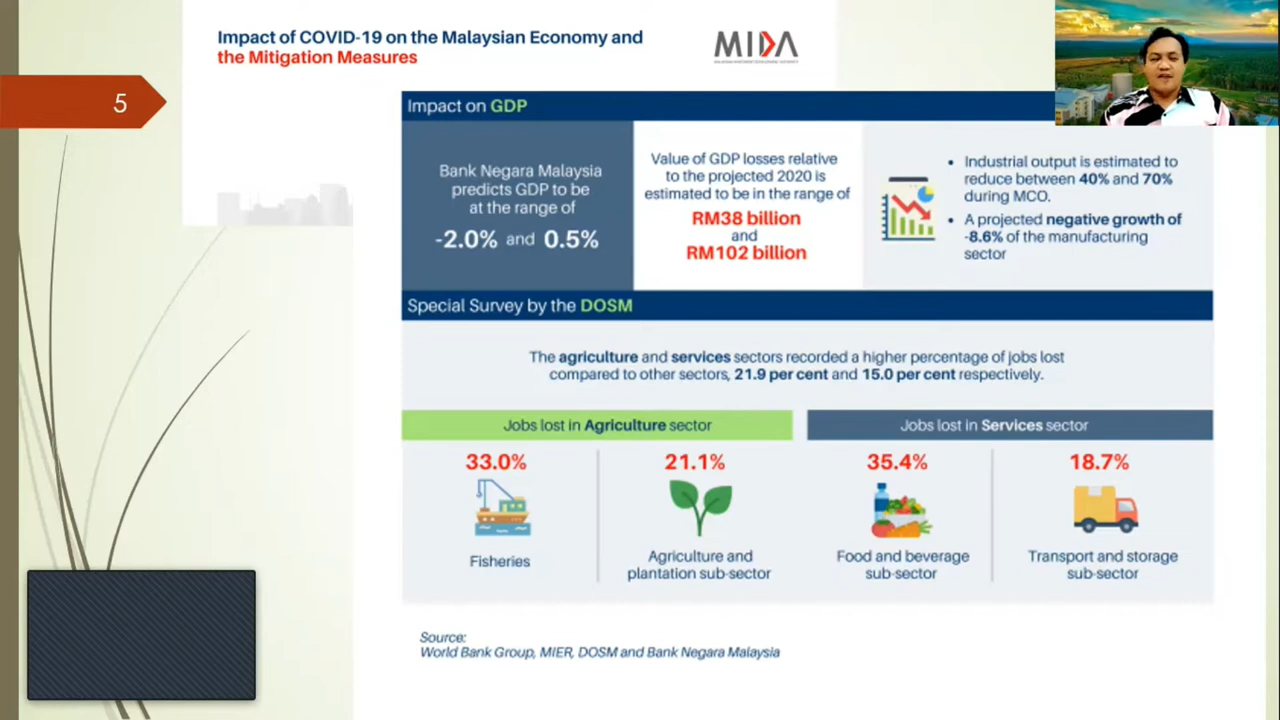 Impact of COVID-19 on the Malaysian Economy and
the Mitigation Measures
MIDA
MALAYSIAN INVESTMENT DEVELOPMENT AUTHORITY
5
Impact on GDP
Bank Negara Malaysia
predicts GDP to be
at the range of
-2.0% and 0.5%
Value of GDP losses relative
to the projected 2020 is
estimated to be in the range of
RM38 billion
and
RM102 billion
• Industrial output is estimated to
reduce between 40% and 70%
during MCO.
• A projected negative growth of
-8.6% of the manufacturing
sector
Special Survey by the DOSM
The agriculture and services sectors recorded a higher percentage of jobs lost
compared to other sectors, 21.9 per cent and 15.0 per cent respectively.
Jobs lost in Agriculture sector
33.0%
Fisheries
21.1%
Agriculture and
plantation sub-sector
Jobs lost in Services sector
35.4%
Food and beverage
sub-sector
18.7%
Transport and storage
sub-sector
Source:
World Bank Group, MIER, DOSM and Bank Negara Malaysia